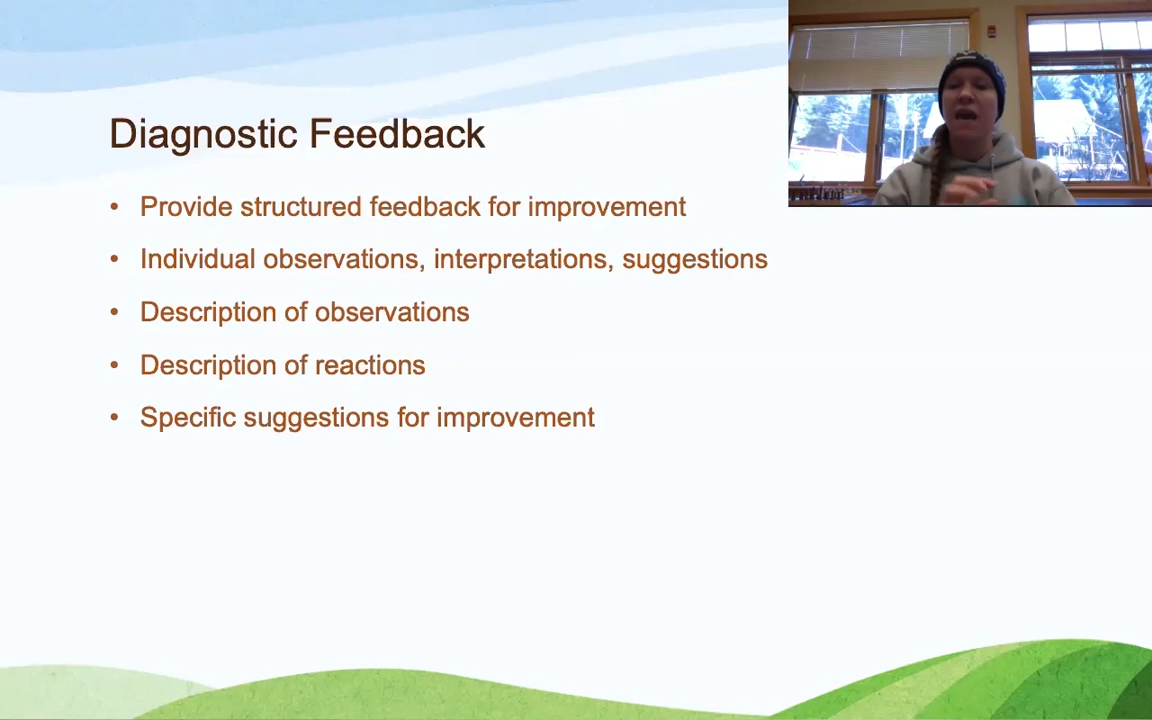 Diagnostic Feedback
• Provide structured feedback for improvement
• Individual observations, interpretations, suggestions
• Description of observations
• Description of reactions
• Specific suggestions for improvement